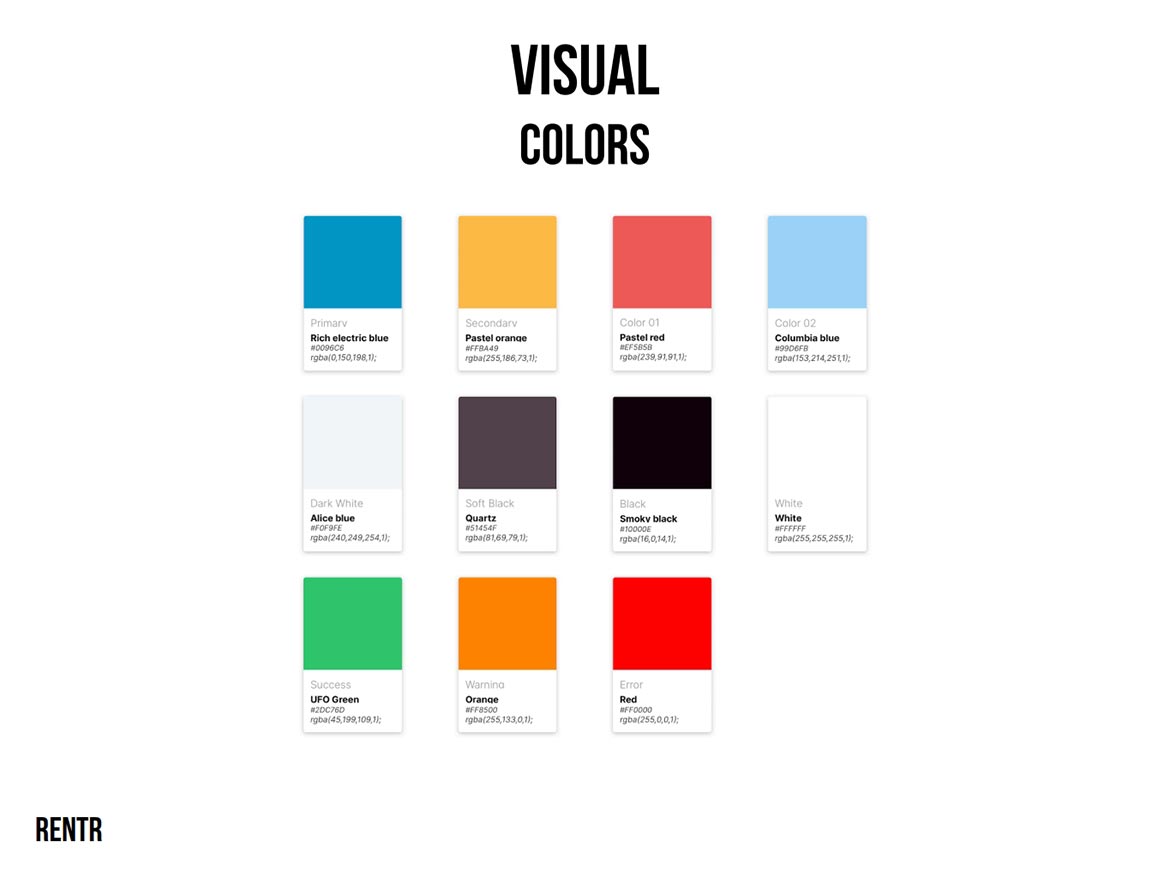 VISUAL
COLORS
Primary
Rich electric blue
#0096C6
rgba(0,150,198,1);
Secondary
Pastel orange
#FFBA49
rgba(255,186,73,1);
Color 01
Pastel red
#EF5B5B
rgba(239,91,91,1);
Color 02
Columbia blue
#99D6FB
rgba(153,214,251,1);
Dark White
Alice blue
#F0F9FE
rgba(240,249,254,1);
Soft Black
Quartz
#51454F
rgba(81,69,79,1);
Black
Smoky black
#10000E
rgba(16,0,14,1);
White
White
#FFFFFF
rgba(255,255,255,1);
Success
UFO Green
#2DC76D
rgba(45,199,109,1);
Warning
Orange
#FF8500
rgba(255,133,0,1);
Error
Red
#FF0000
rgba(255,0,0,1);
RENTR